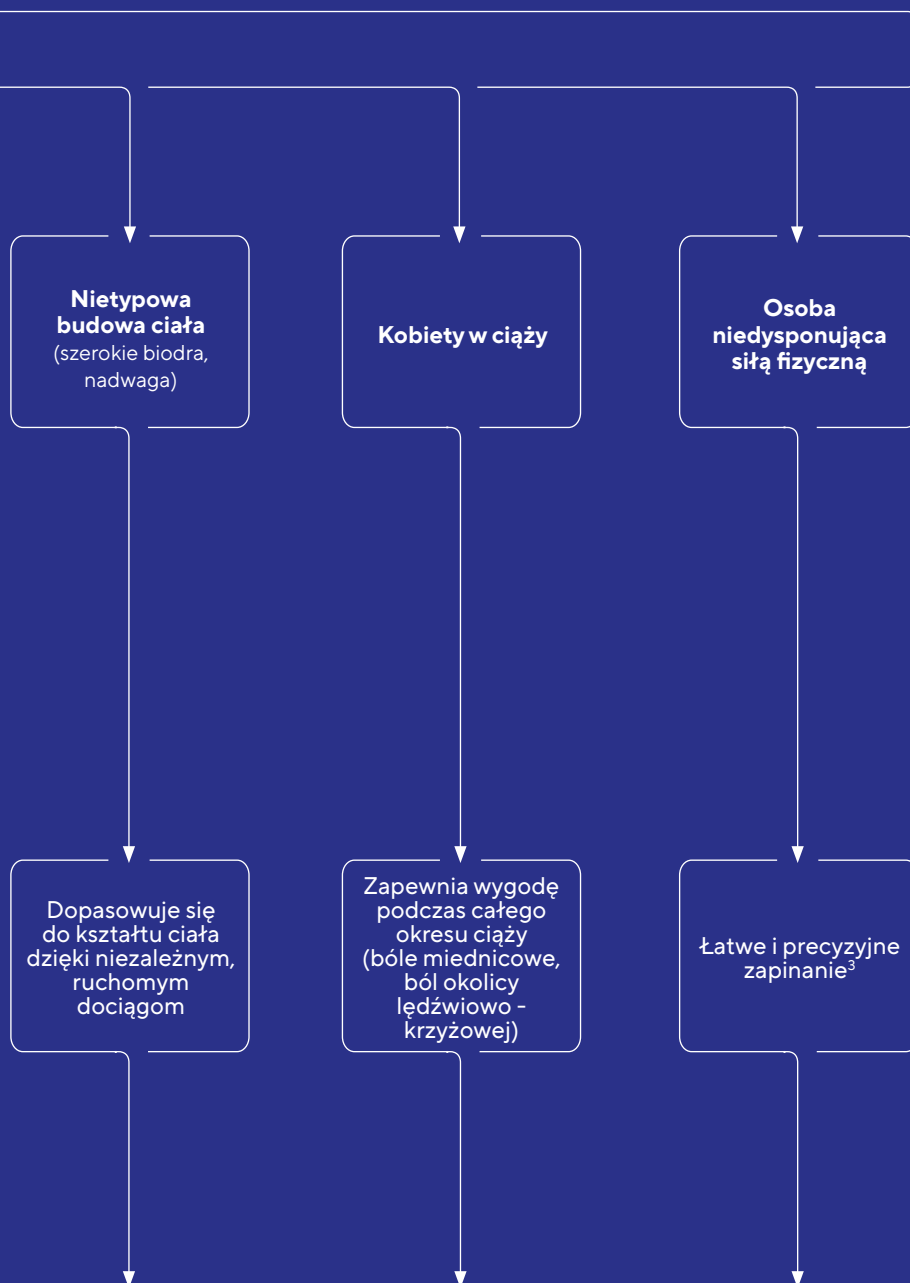 Nietypowa
budowa ciała
(szerokie biodra,
nadwaga)
Kobiety w ciąży
Osoba
niedysponująca
siłą fizyczną
Dopasowuje się
do kształtu ciała
dzięki niezależnym,
ruchomym
dociągom
Zapewnia wygodę
podczas całego
okresu ciąży
(bóle miednicowe,
ból okolicy
lędźwiowo -
krzyżowej)
Łatwe i precyzyjne
zapinanie³